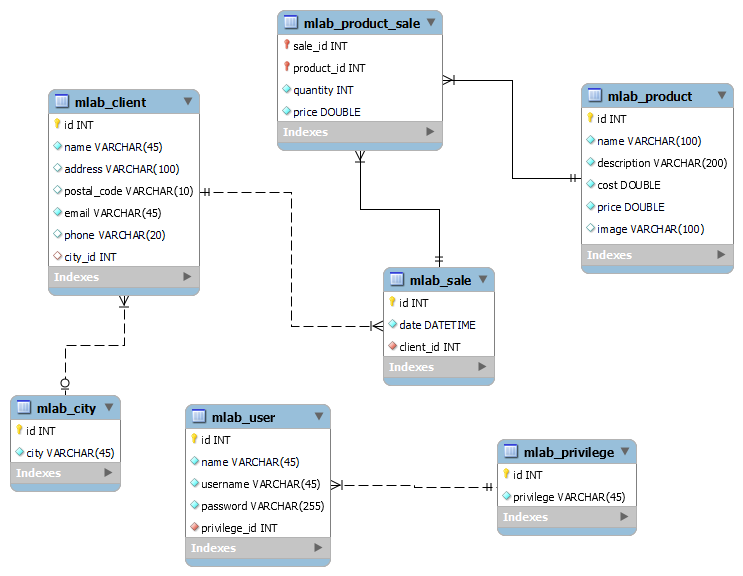 mlab_product_sale
sale_id INT
product_id INT
quantity INT
price DOUBLE
Indexes
mlab_client
id INT
name VARCHAR(45)
address VARCHAR(100)
postal_code VARCHAR(10)
email VARCHAR(45)
phone VARCHAR(20)
city_id INT
Indexes
mlab_product
id INT
name VARCHAR(100)
description VARCHAR(200)
cost DOUBLE
price DOUBLE
image VARCHAR(100)
Indexes
mlab_sale
id INT
date DATETIME
client_id INT
Indexes
mlab_city
id INT
city VARCHAR(45)
Indexes
mlab_user
id INT
name VARCHAR(45)
username VARCHAR(45)
password VARCHAR(255)
privilege_id INT
Indexes
mlab_privilege
id INT
privilege VARCHAR(45)
Indexes